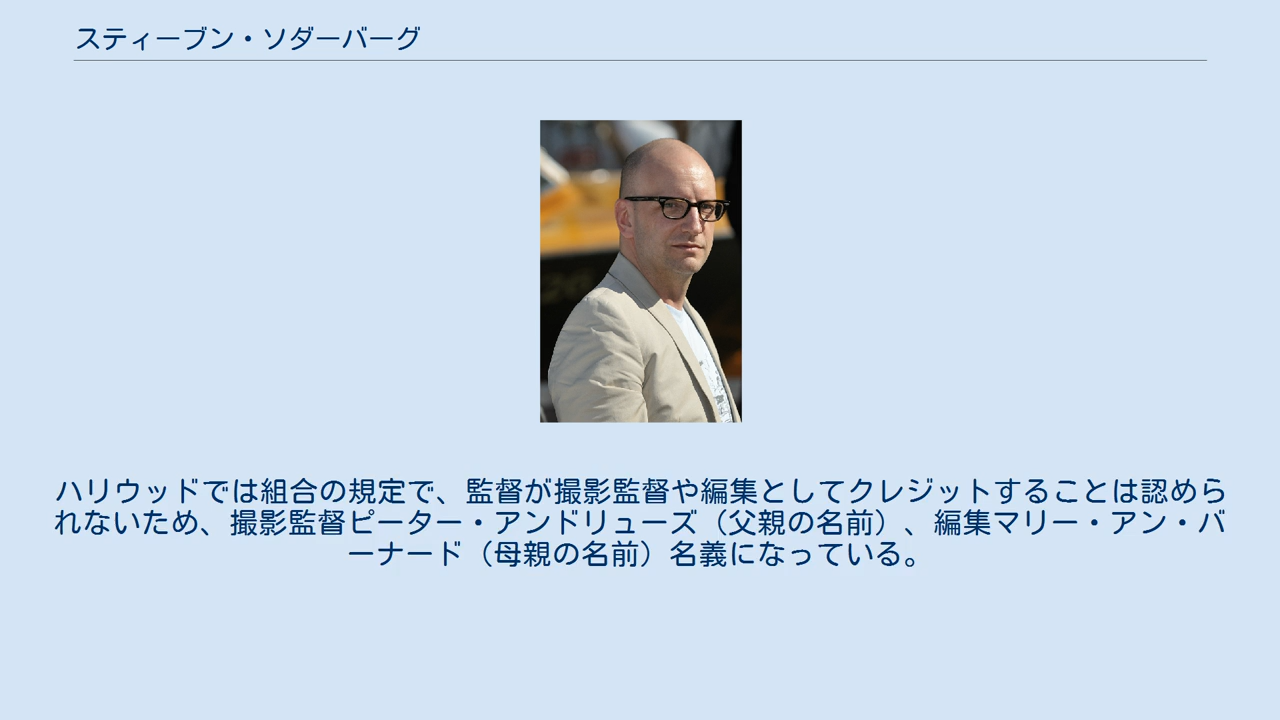 スティーブン・ソダーバーグ
ハリウッドでは組合の規定で、監督が撮影監督や編集としてクレジットすることは認めら
れないため、撮影監督ピーター・アンドリューズ（父親の名前）、編集マリー・アン・バ
ーナード（母親の名前）名義になっている。